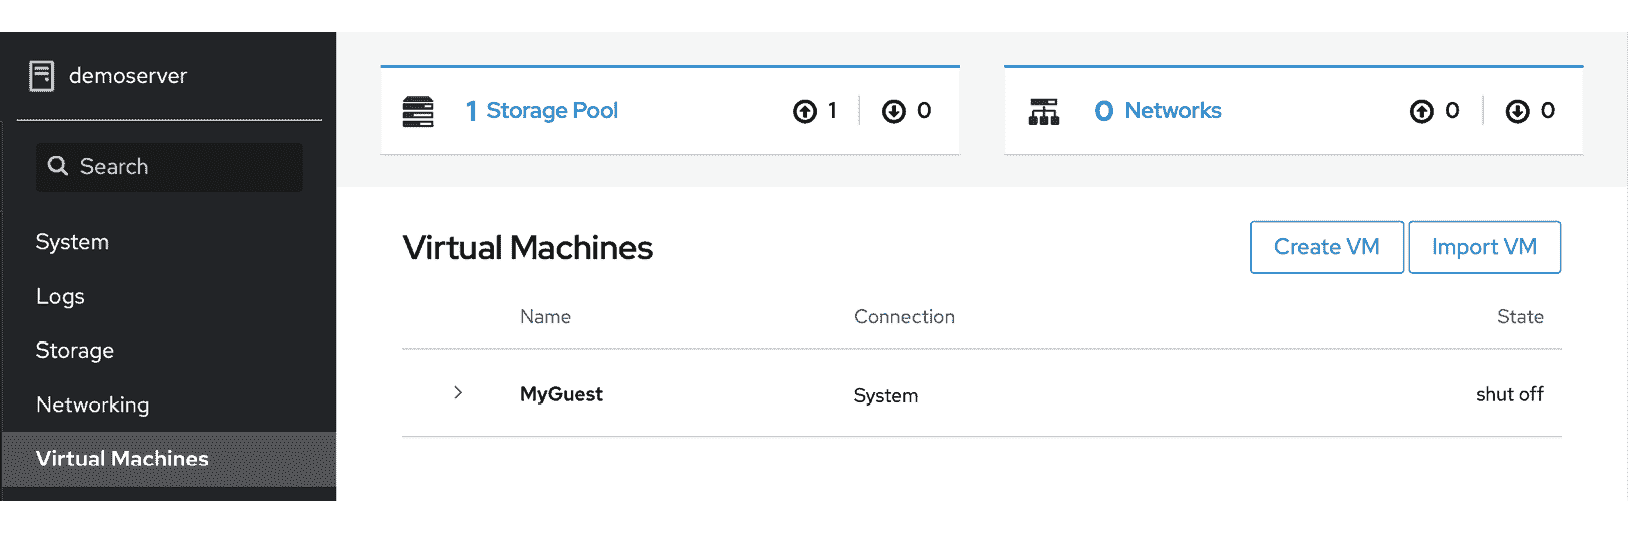 demoserver
Search
System
Logs
Storage
Networking
Virtual Machines
1 Storage Pool 1 0
0 Networks 0 0
Virtual Machines
Create VM Import VM
Name Connection State
MyGuest System shut off